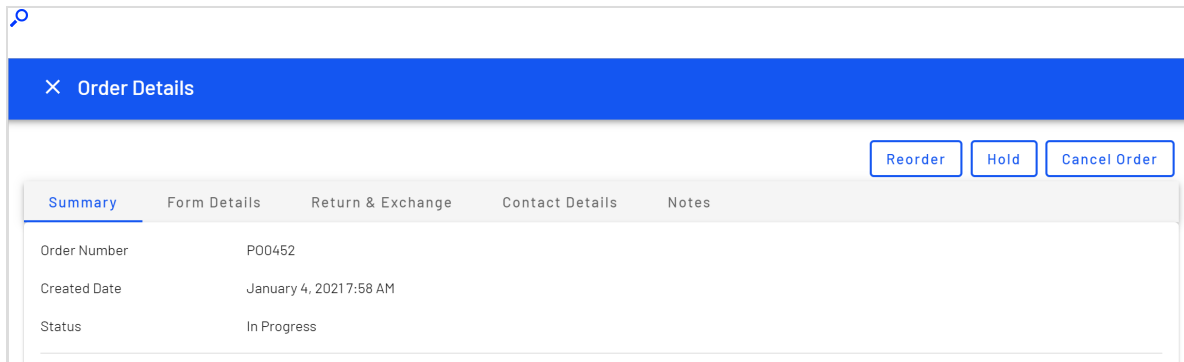 Order Details
Reorder Hold Cancel Order
Summary Form Details Return & Exchange Contact Details Notes
Order Number PO0452
Created Date January 4, 2021 7:58 AM
Status In Progress